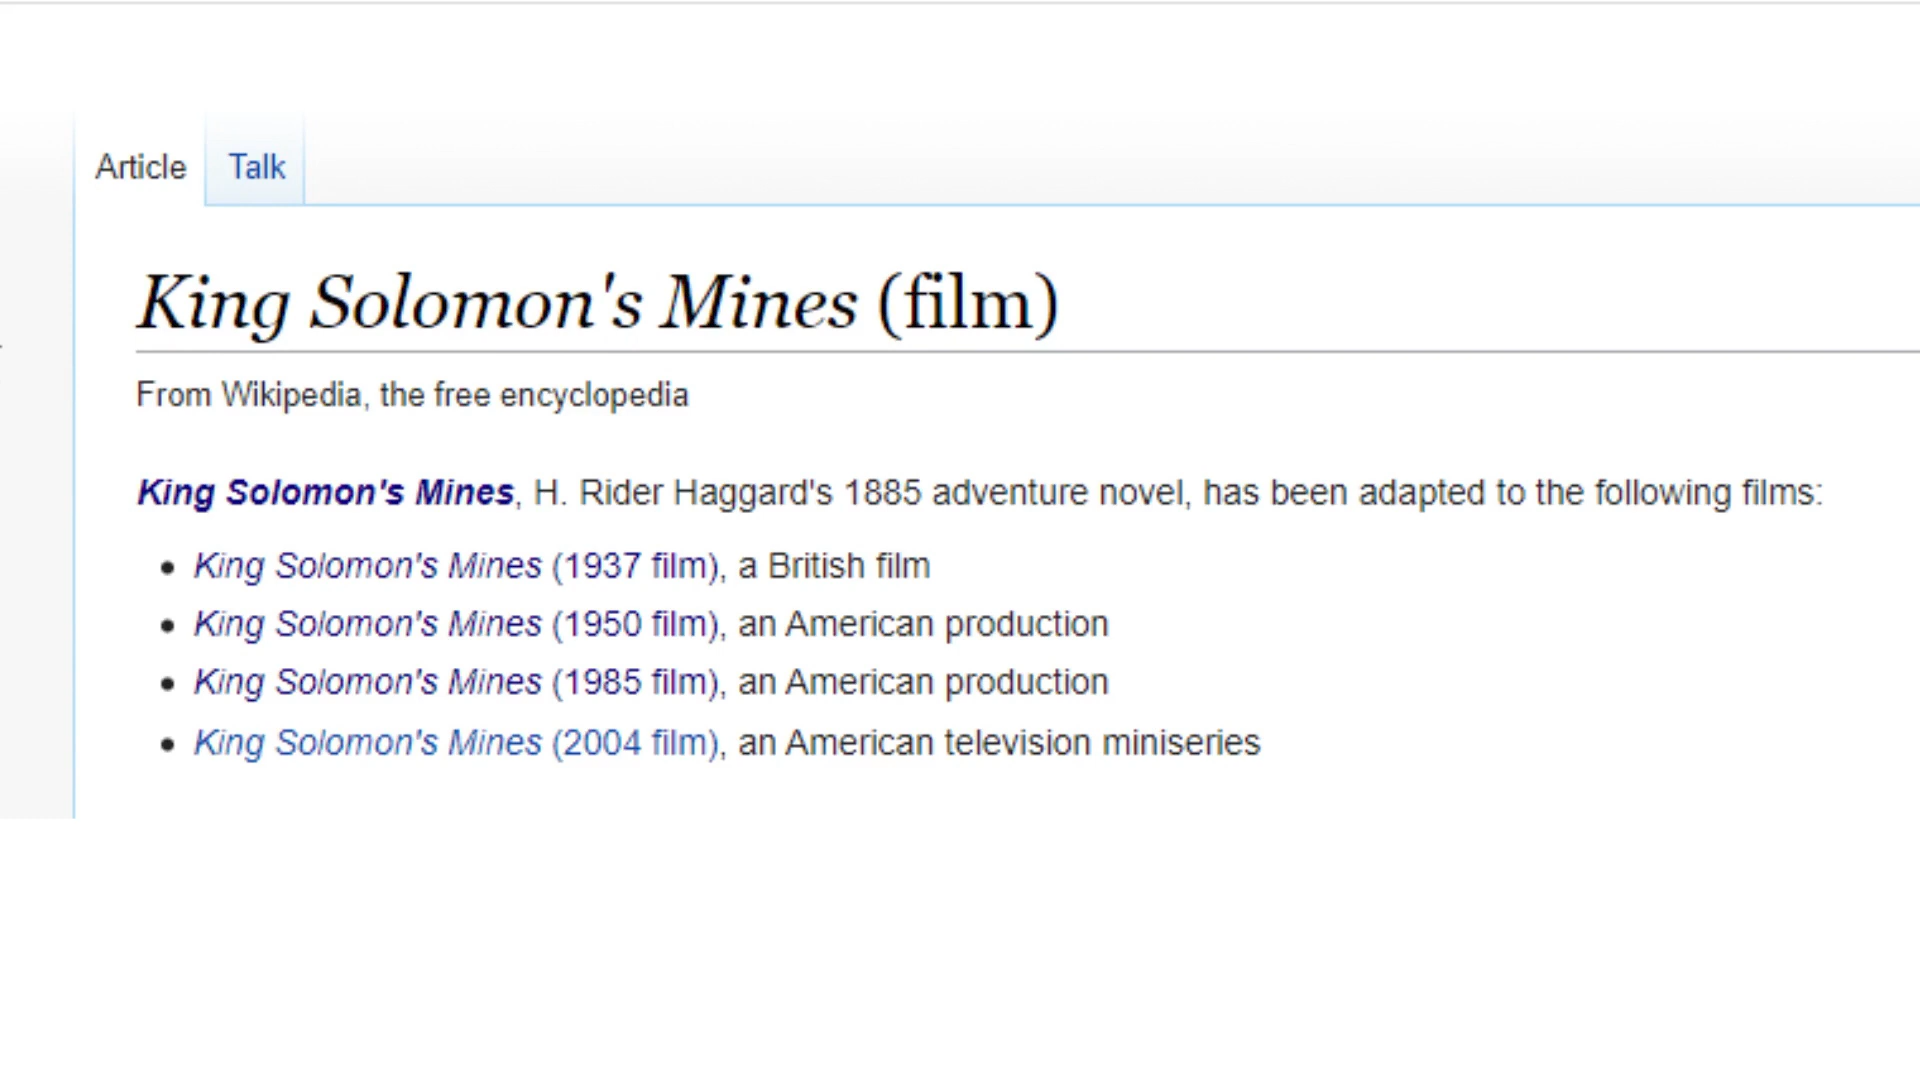 Article
Talk
King Solomon's Mines (film)
From Wikipedia, the free encyclopedia
King Solomon's Mines, H. Rider Haggard's 1885 adventure novel, has been adapted to the following films:
• King Solomon's Mines (1937 film), a British film
• King Solomon's Mines (1950 film), an American production
• King Solomon's Mines (1985 film), an American production
• King Solomon's Mines (2004 film), an American television miniseries